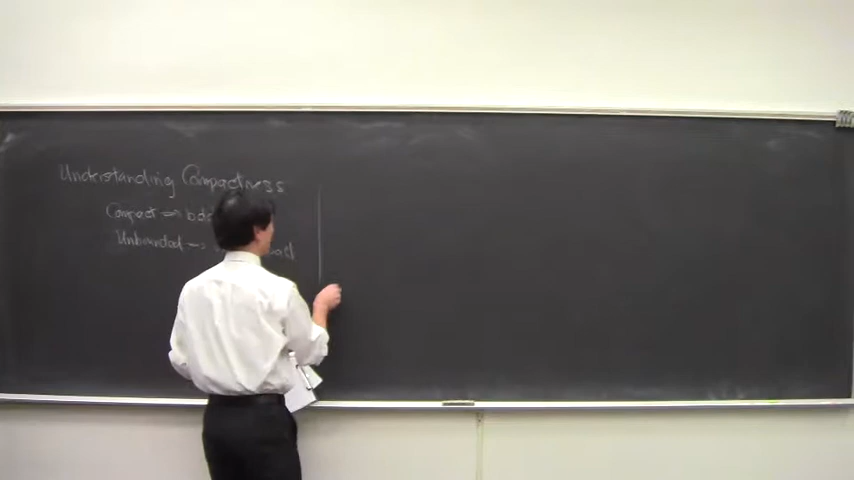 Understanding Compactness
Compact => bdd
Unbounded =>